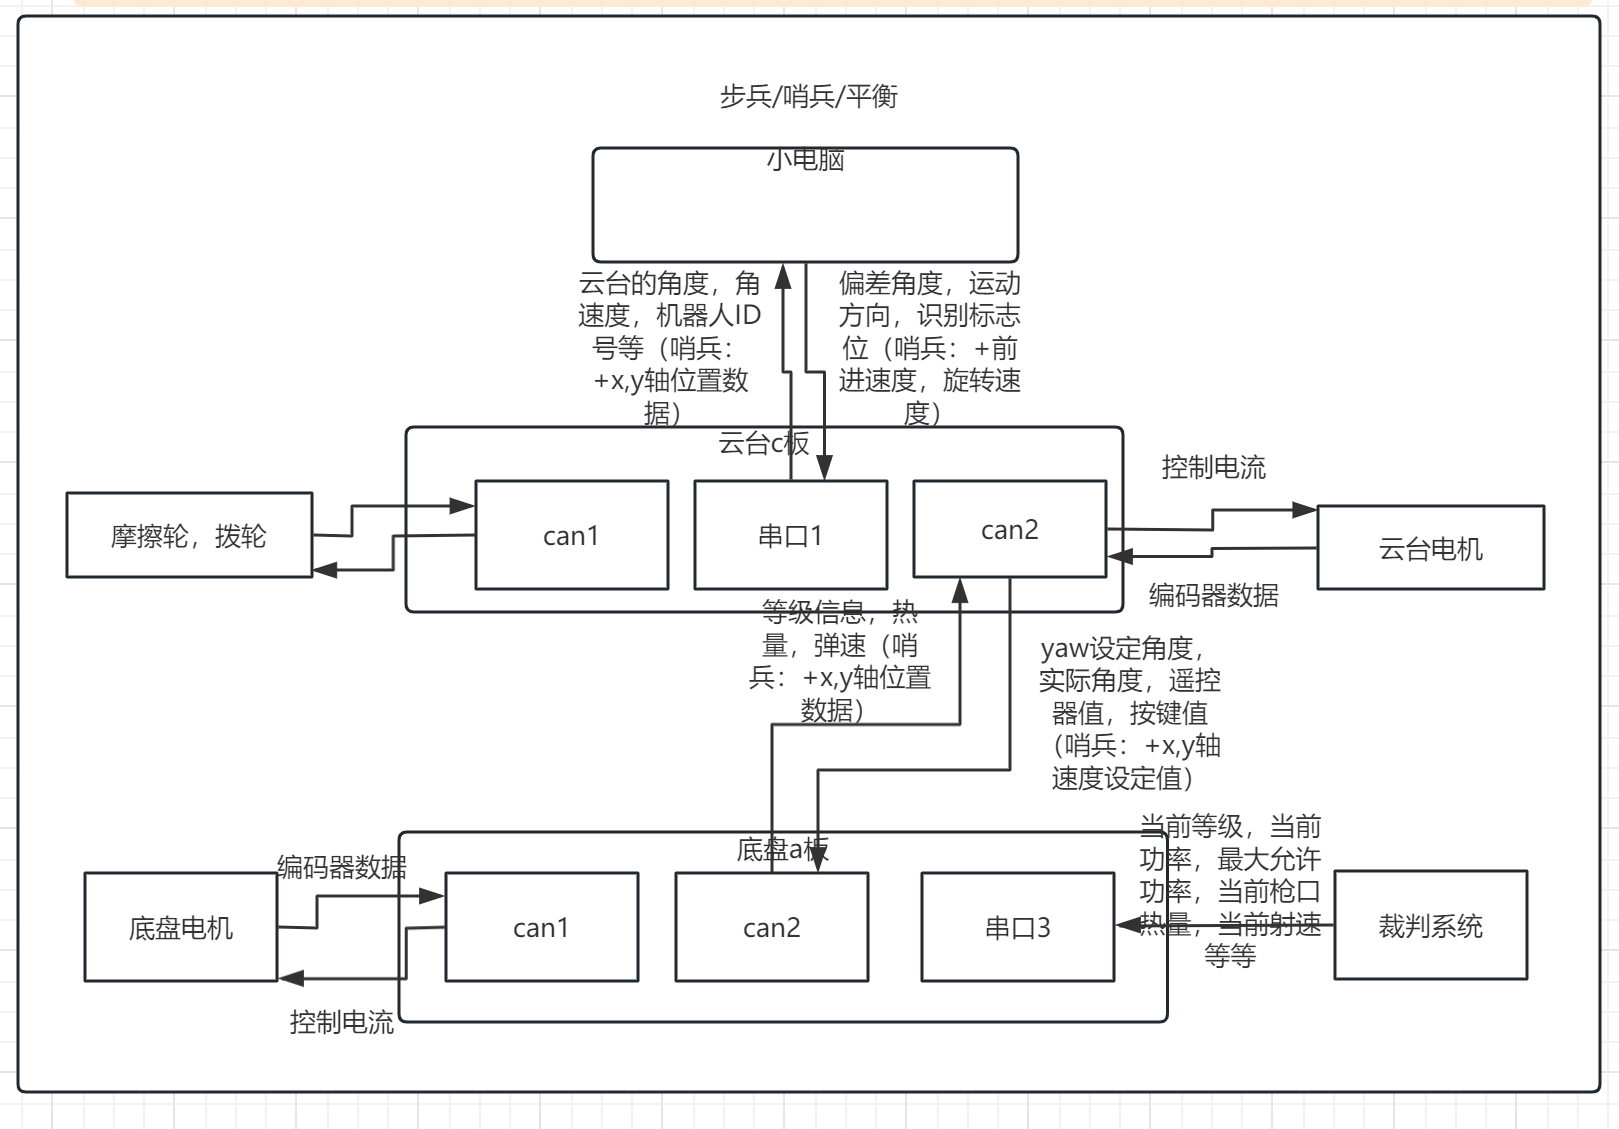 步兵/哨兵/平衡
小电脑
云台的角度，角
速度，机器人ID
号等（哨兵：
+x,y轴位置数
据）
偏差角度，运动
方向，识别标志
位（哨兵：+前
进速度，旋转速
度）
云台c板
摩擦轮，拨轮
can1
串口1
can2
控制电流
云台电机
编码器数据
等级信息，热
量，弹速（哨
兵：+x,y轴位置
数据）
yaw设定角度，
实际角度，遥控
器值，按键值
（哨兵：+x,y轴
速度设定值）
底盘a板
编码器数据
底盘电机
控制电流
can1
can2
串口3
当前等级，当前
功率，最大允许
功率，当前枪口
热量，当前射速
等等
裁判系统